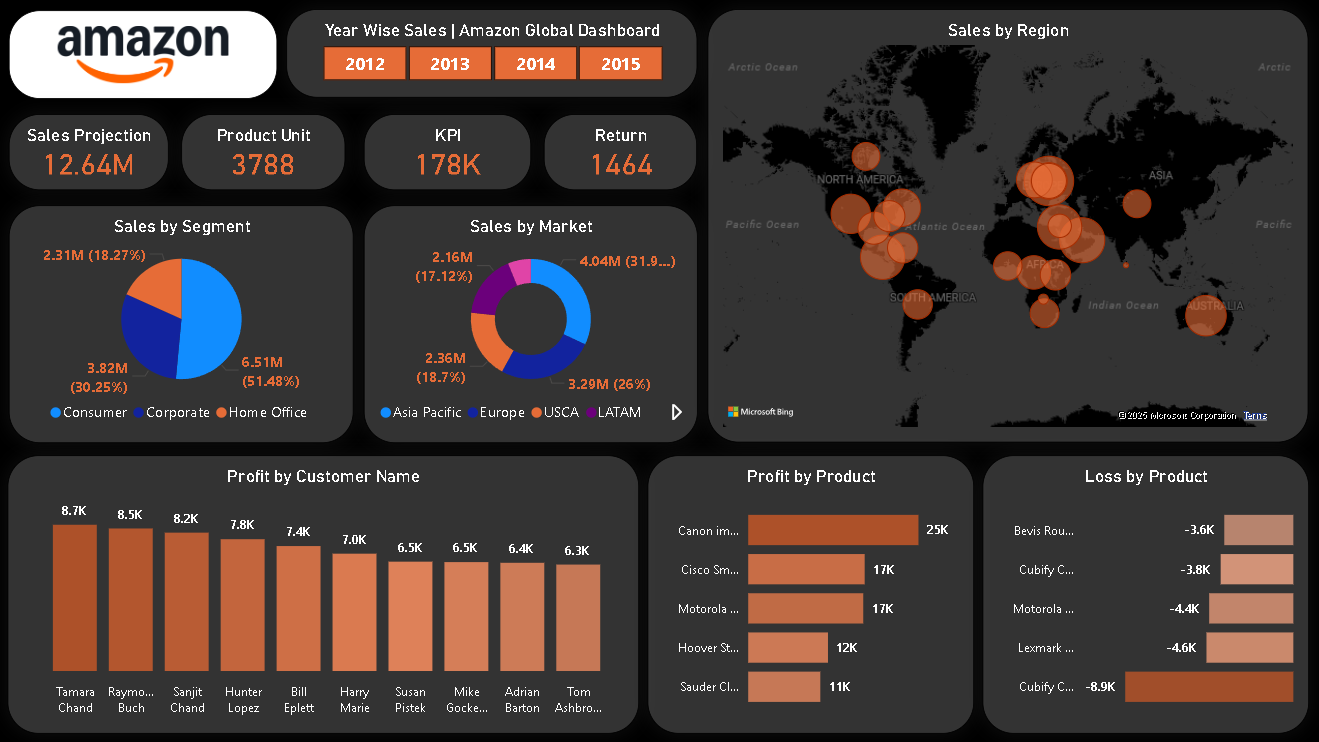 amazon
Year Wise Sales | Amazon Global Dashboard
2012 2013 2014 2015
Sales Projection
12.64M
Product Unit
3788
KPI
178K
Return
1464
Sales by Segment
2.31M (18.27%)
3.82M
(30.25%)
6.51M
(51.48%)
Consumer Corporate Home Office
Sales by Market
2.16M
(17.12%)
4.04M (31.9...)
2.36M
(18.7%)
3.29M (26%)
Asia Pacific Europe USCA LATAM
Sales by Region
Arctic Ocean
Arctic
NORTH AMERICA
ASIA
Pacific Ocean
Atlantic Ocean
Pacific
AFRICA
SOUTH AMERICA
Indian Ocean
AUSTRALIA
Microsoft Bing
© 2025 Microsoft Corporation Terms
Profit by Customer Name
8.7K 8.5K 8.2K 7.8K 7.4K 7.0K 6.5K 6.5K 6.4K 6.3K
Tamara Raymo... Sanjit Hunter Bill Harry Susan Mike Adrian Tom
Chand Buch Chand Lopez Eplett Marie Pistek Gocke... Barton Ashbro...
Profit by Product
Canon im... 25K
Cisco Sm... 17K
Motorola ... 17K
Hoover St... 12K
Sauder Cl... 11K
Loss by Product
Bevis Rou... -3.6K
Cubify C... -3.8K
Motorola ... -4.4K
Lexmark ... -4.6K
Cubify C... -8.9K